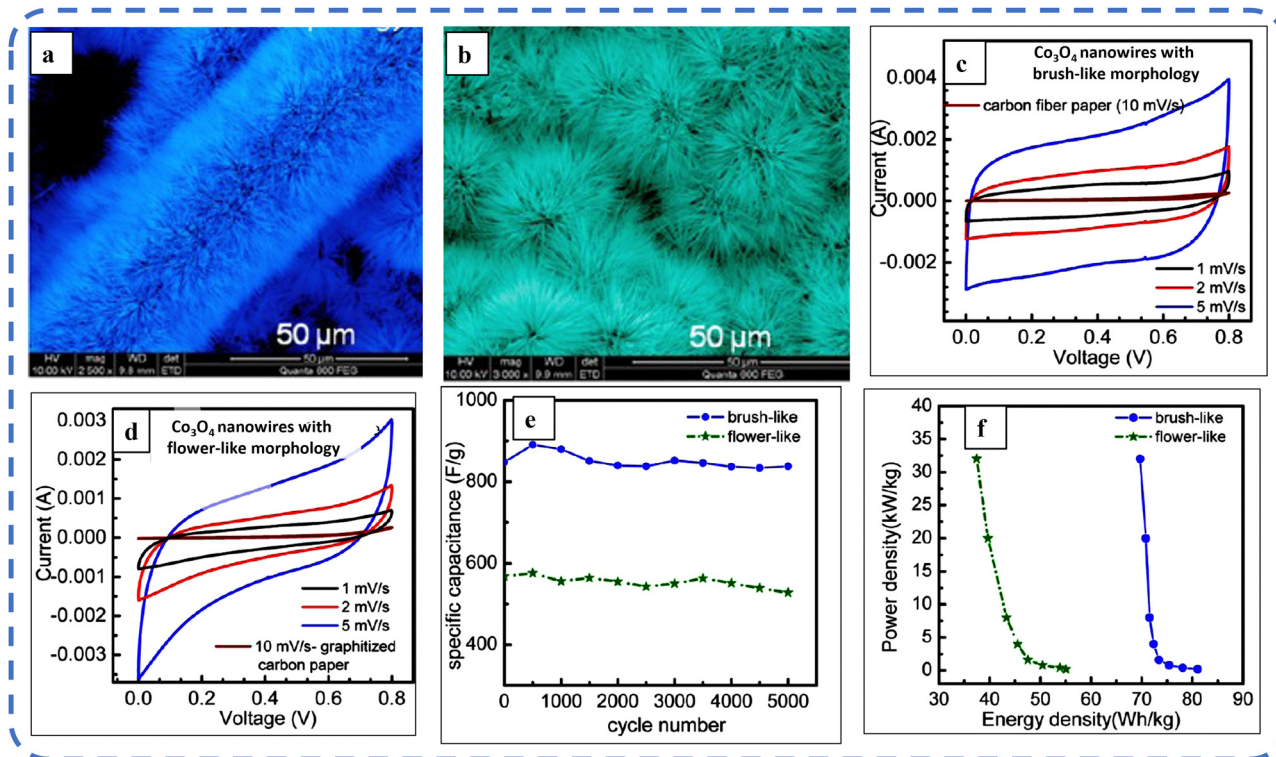 a
50 µm
HV mag WD det
10.00 kV 2 500 x 9.8 mm ETD
50 µm
Quanta 600 FEG
b
50 µm
HV mag WD det
10.00 kV 3 000 x 9.9 mm ETD
50 µm
Quanta 600 FEG
c
Co₃O₄ nanowires with
brush-like morphology
carbon fiber paper (10 mV/s)
0.004
0.002
0.000
-0.002
Current (A)
1 mV/s
2 mV/s
5 mV/s
0.0 0.2 0.4 0.6 0.8
Voltage (V)
d
Co₃O₄ nanowires with
flower-like morphology
0.003
0.002
0.001
0.000
-0.001
-0.002
-0.003
Current (A)
1 mV/s
2 mV/s
5 mV/s
10 mV/s- graphitized
carbon paper
0.0 0.2 0.4 0.6 0.8
Voltage (V)
e
brush-like
flower-like
1000
800
600
400
specific capacitance (F/g)
0 1000 2000 3000 4000 5000
cycle number
f
brush-like
flower-like
40
35
30
25
20
15
10
5
0
Power density(kW/kg)
30 40 50 60 70 80 90
Energy density(Wh/kg)